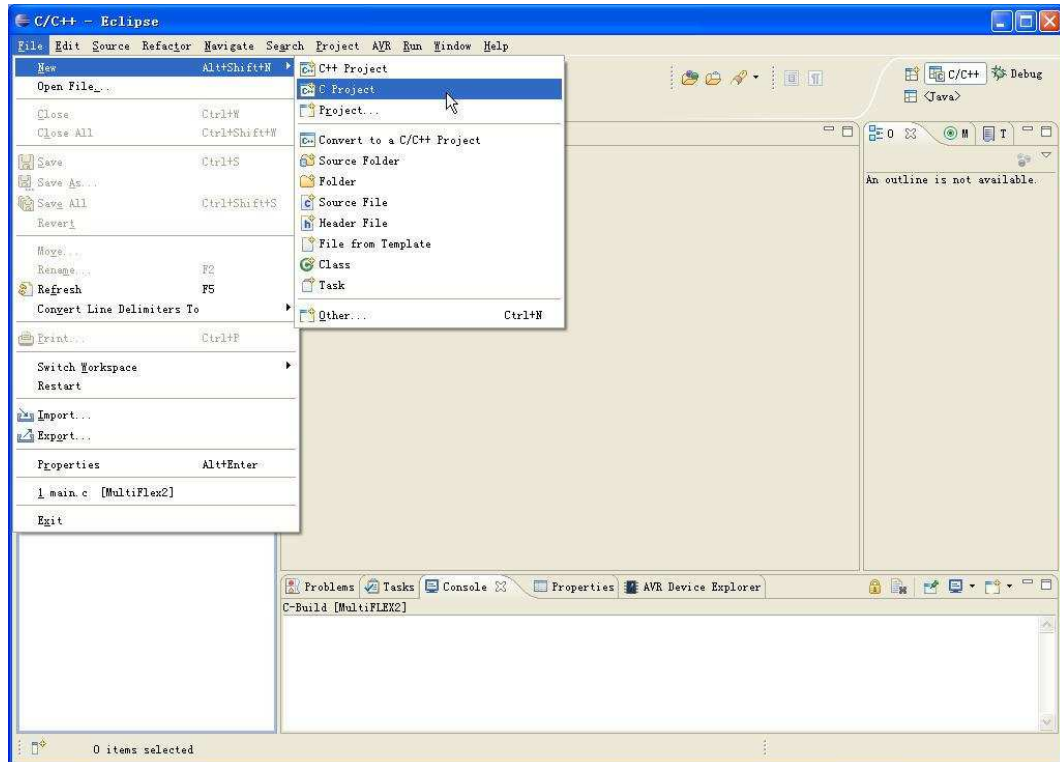 C/C++ - Eclipse
File Edit Source Refactor Navigate Search Project AVR Run Window Help
New Alt+Shift+N
Open File...
Close Ctrl+W
Close All Ctrl+Shift+W
Save Ctrl+S
Save As...
Save All Ctrl+Shift+S
Revert
Move...
Rename... F2
Refresh F5
Convert Line Delimiters To
Print... Ctrl+P
Switch Workspace
Restart
Import...
Export...
Properties Alt+Enter
1 main.c [MultiFlex2]
Exit
C++ Project
C Project
Project...
Convert to a C/C++ Project
Source Folder
Folder
Source File
Header File
File from Template
Class
Task
Other... Ctrl+N
C/C++ Debug
<Java>
O M T
An outline is not available.
Problems Tasks Console Properties AVR Device Explorer
C-Build [MultiFLEX2]
0 items selected